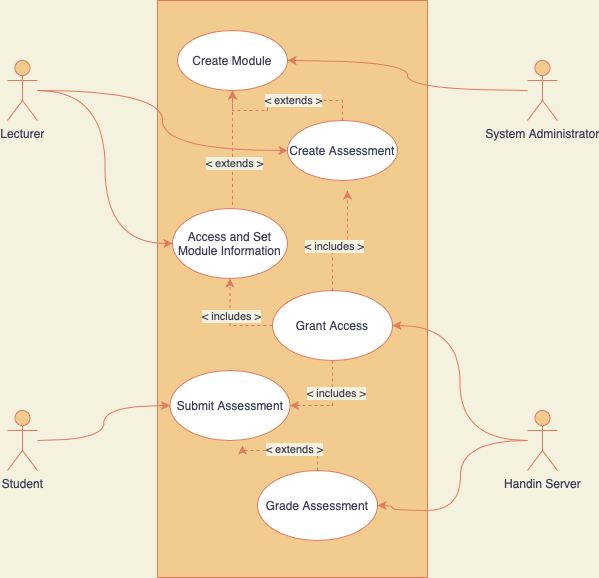 Create Module
< extends >
Lecturer
System Administrator
Create Assessment
< extends >
Access and Set
Module Information
< includes >
< includes >
Grant Access
< includes >
Submit Assessment
< extends >
Student
Handin Server
Grade Assessment